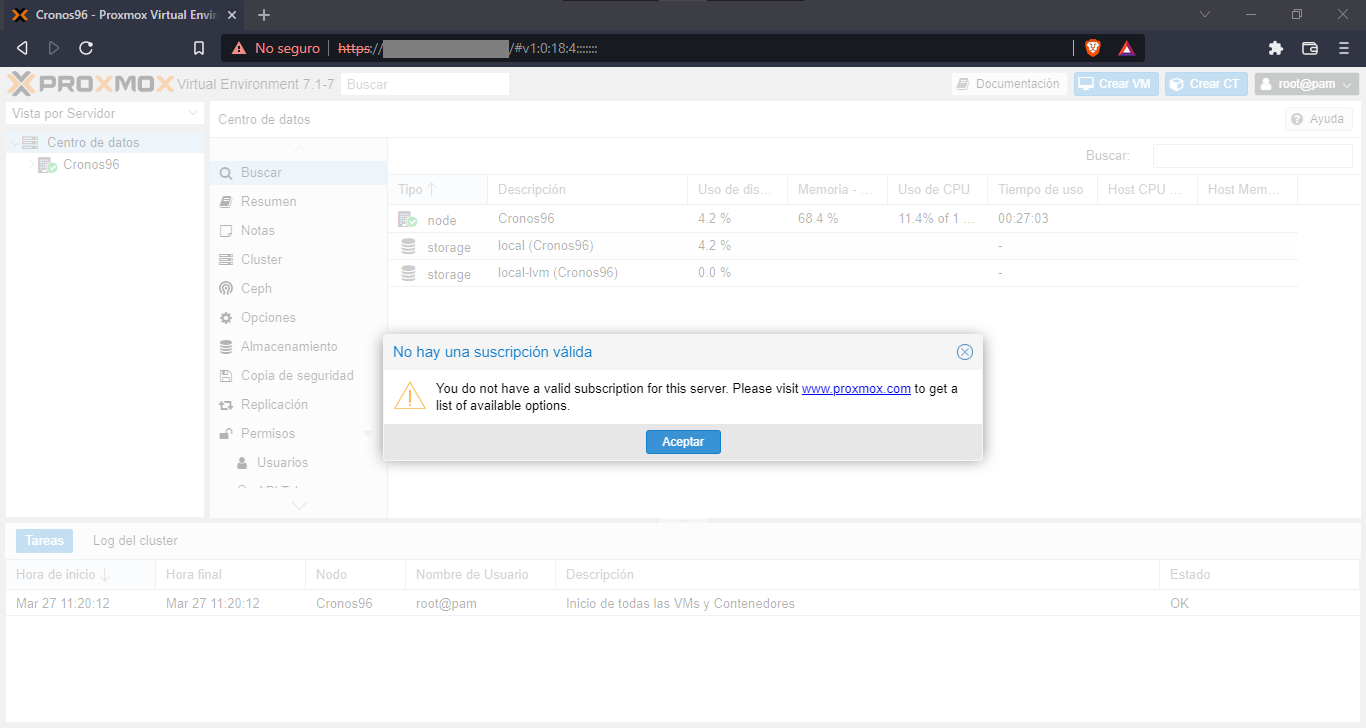 Cronos96 - Proxmox Virtual Envir
No seguro https:// /#v1:0:18:4:::::::
PROXMOX Virtual Environment 7.1-7 Buscar Documentación Crear VM Crear CT root@pam
Vista por Servidor
Centro de datos
Cronos96
Centro de datos Ayuda
Buscar
Resumen
Notas
Cluster
Ceph
Opciones
Almacenamiento
Copia de seguridad
Replicación
Permisos
Usuarios
Buscar:
Tipo Descripción Uso de dis... Memoria - ... Uso de CPU Tiempo de uso Host CPU ... Host Mem...
node Cronos96 4.2 % 68.4 % 11.4% of 1 ... 00:27:03
storage local (Cronos96) 4.2 % -
storage local-lvm (Cronos96) 0.0 % -
No hay una suscripción válida
You do not have a valid subscription for this server. Please visit www.proxmox.com to get a
list of available options.
Aceptar
Tareas Log del cluster
Hora de inicio Hora final Nodo Nombre de Usuario Descripción Estado
Mar 27 11:20:12 Mar 27 11:20:12 Cronos96 root@pam Inicio de todas las VMs y Contenedores OK